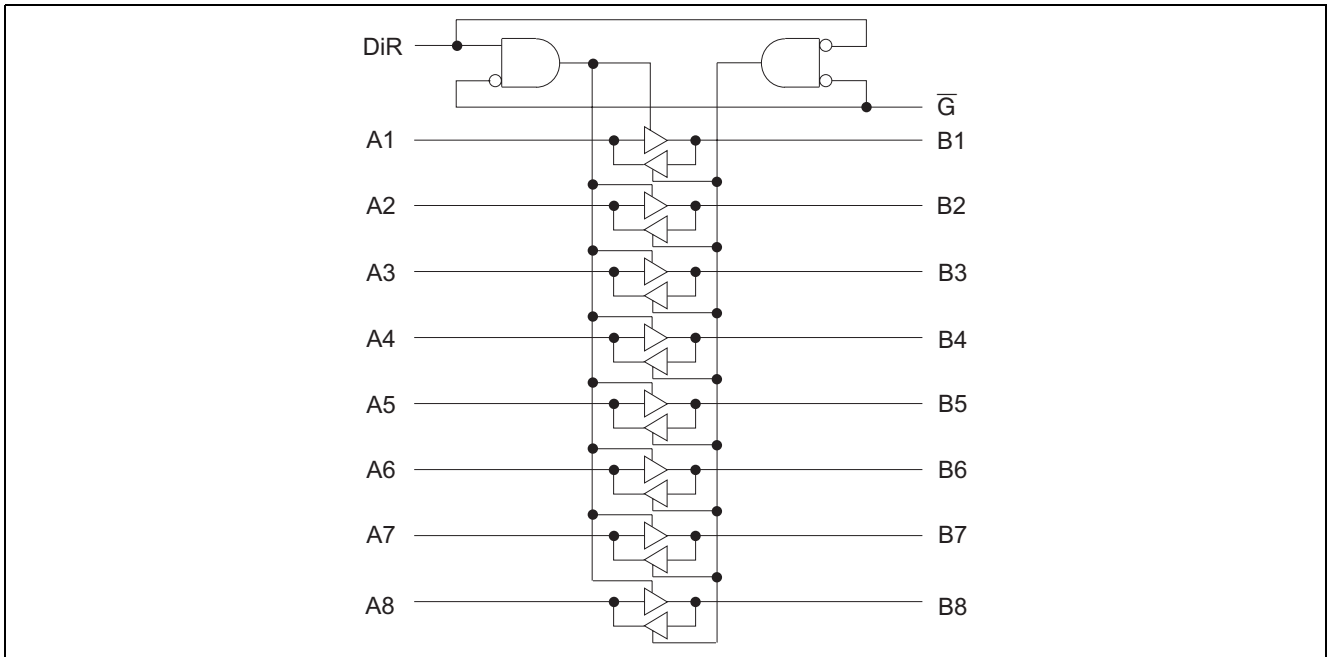 DiR
G̅
A1 B1
A2 B2
A3 B3
A4 B4
A5 B5
A6 B6
A7 B7
A8 B8